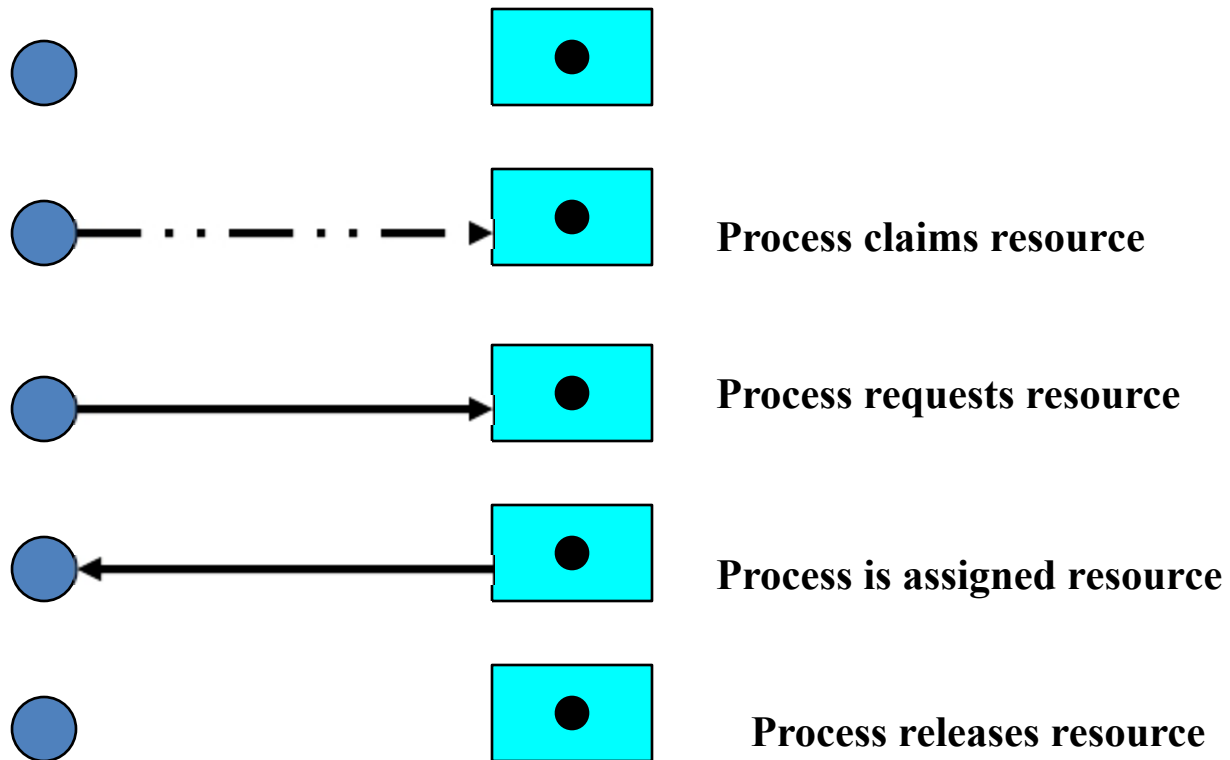 Process claims resource
Process requests resource
Process is assigned resource
Process releases resource